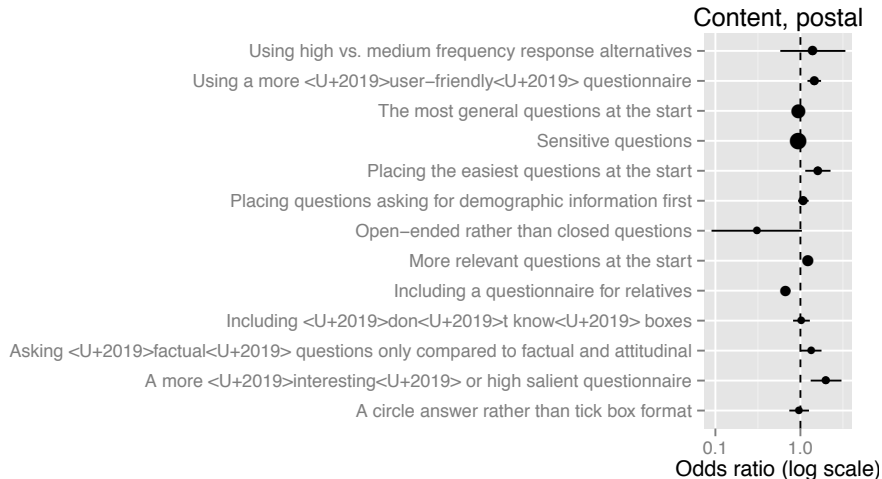 Content, postal
Using high vs. medium frequency response alternatives
Using a more <U+2019>user−friendly<U+2019> questionnaire
The most general questions at the start
Sensitive questions
Placing the easiest questions at the start
Placing questions asking for demographic information first
Open−ended rather than closed questions
More relevant questions at the start
Including a questionnaire for relatives
Including <U+2019>don<U+2019>t know<U+2019> boxes
Asking <U+2019>factual<U+2019> questions only compared to factual and attitudinal
A more <U+2019>interesting<U+2019> or high salient questionnaire
A circle answer rather than tick box format
0.1 1.0
Odds ratio (log scale)